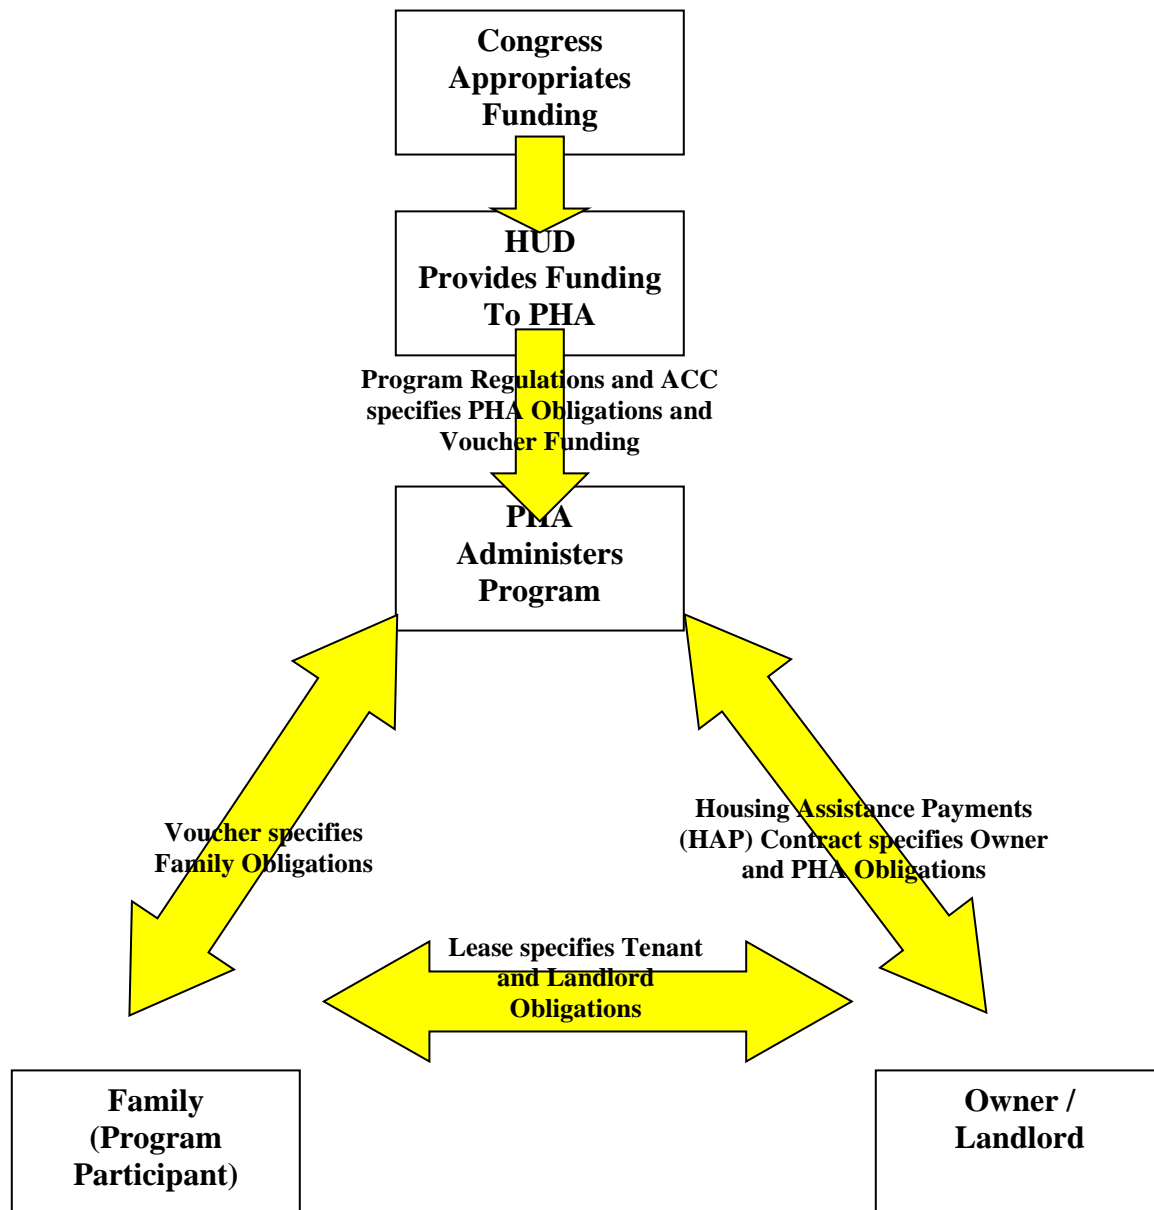 Congress
Appropriates
Funding
HUD
Provides Funding
To PHA
Program Regulations and ACC
specifies PHA Obligations and
Voucher Funding
PHA
Administers
Program
Voucher specifies
Family Obligations
Housing Assistance Payments
(HAP) Contract specifies Owner
and PHA Obligations
Lease specifies Tenant
and Landlord
Obligations
Family
(Program
Participant)
Owner /
Landlord